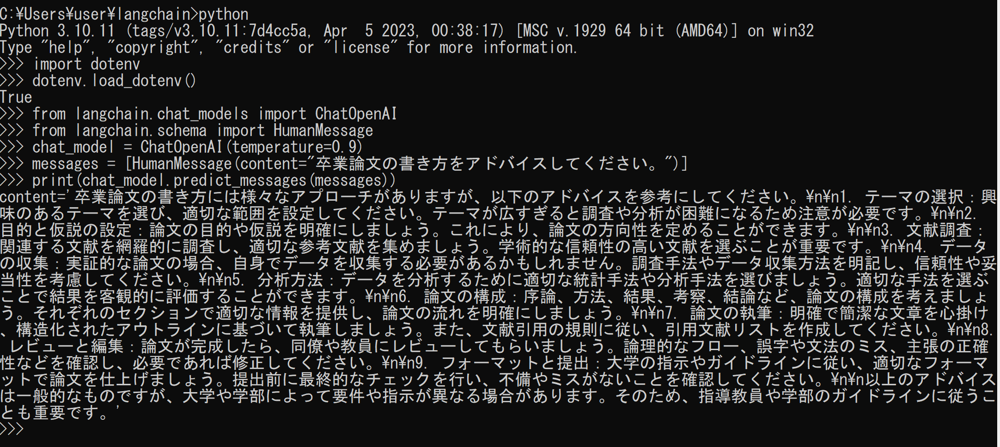 C:¥Users¥user¥langchain>python
Python 3.10.11 (tags/v3.10.11:7d4cc5a, Apr  5 2023, 00:38:17) [MSC v.1929 64 bit (AMD64)] on win32
Type "help", "copyright", "credits" or "license" for more information.
>>> import dotenv
>>> dotenv.load_dotenv()
True
>>> from langchain.chat_models import ChatOpenAI
>>> from langchain.schema import HumanMessage
>>> chat_model = ChatOpenAI(temperature=0.9)
>>> messages = [HumanMessage(content="卒業論文の書き方をアドバイスしてください。")]
>>> print(chat_model.predict_messages(messages))
content='卒業論文の書き方には様々なアプローチがありますが、以下のアドバイスを参考にしてください。¥n¥n1. テーマの選択：興
味のあるテーマを選び、適切な範囲を設定してください。テーマが広すぎると調査や分析が困難になるため注意が必要です。¥n¥n2.
目的と仮説の設定：論文の目的や仮説を明確にしましょう。これにより、論文の方向性を定めることができます。¥n¥n3. 文献調査：
関連する文献を網羅的に調査し、適切な参考文献を集めましょう。学術的な信頼性の高い文献を選ぶことが重要です。¥n¥n4. データ
の収集：実証的な論文の場合、自身でデータを収集する必要があるかもしれません。調査手法やデータ収集方法を明記し、信頼性や妥
当性を考慮してください。¥n¥n5. 分析方法：データを分析するために適切な統計手法や分析手法を選びましょう。適切な手法を選ぶ
ことで結果を客観的に評価することができます。¥n¥n6. 論文の構成：序論、方法、結果、考察、結論など、論文の構成を考えましょ
う。それぞれのセクションで適切な情報を提供し、論文の流れを明確にしましょう。¥n¥n7. 論文の執筆：明確で簡潔な文章を心掛け
、構造化されたアウトラインに基づいて執筆しましょう。また、文献引用の規則に従い、引用文献リストを作成してください。¥n¥n8.
 レビューと編集：論文が完成したら、同僚や教員にレビューしてもらいましょう。論理的なフロー、誤字や文法のミス、主張の正確
性などを確認し、必要であれば修正してください。¥n¥n9. フォーマットと提出：大学の指示やガイドラインに従い、適切なフォーマ
ットで論文を仕上げましょう。提出前に最終的なチェックを行い、不備やミスがないことを確認してください。¥n¥n以上のアドバイス
は一般的なものですが、大学や学部によって要件や指示が異なる場合があります。そのため、指導教員や学部のガイドラインに従うこ
とも重要です。'
>>>